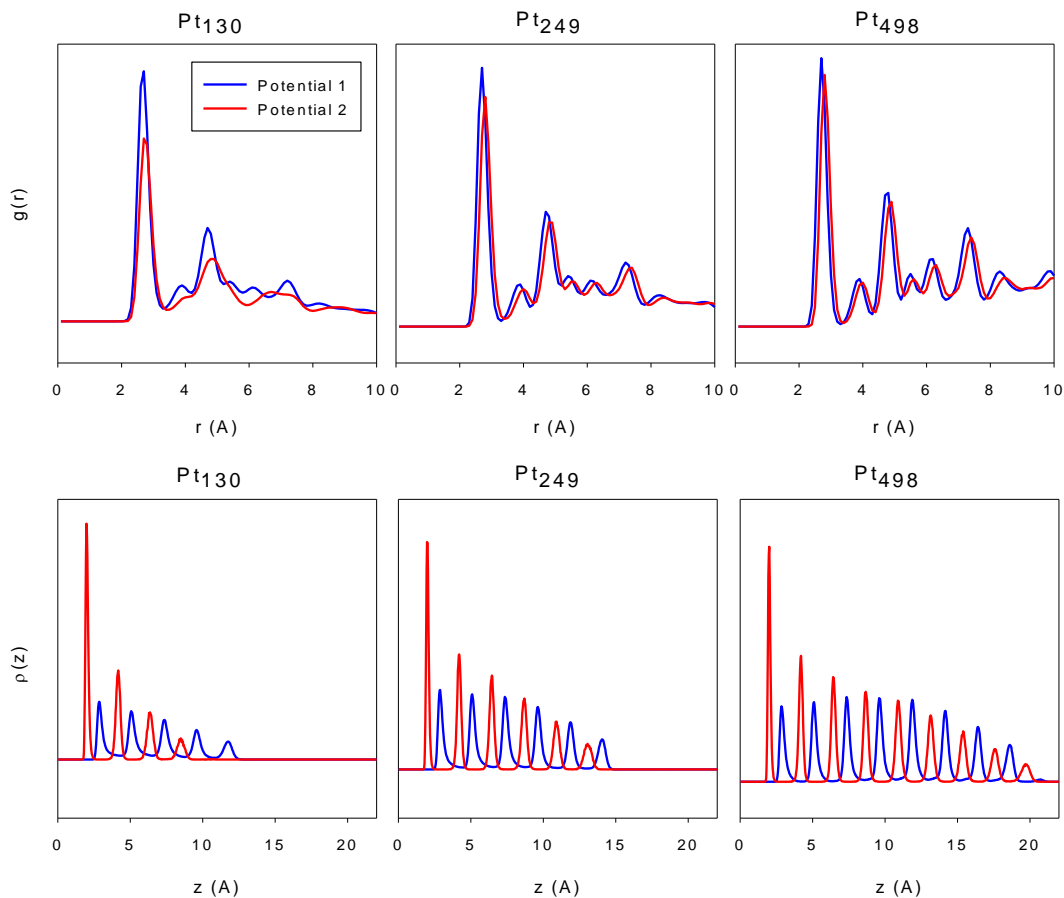 Pt130 Pt249 Pt498
Potential 1
Potential 2
g(r)
0 2 4 6 8 10 0 2 4 6 8 10 0 2 4 6 8 10
r (A) r (A) r (A)
Pt130 Pt249 Pt498
ρ(z)
0 5 10 15 20 0 5 10 15 20 0 5 10 15 20
z (A) z (A) z (A)